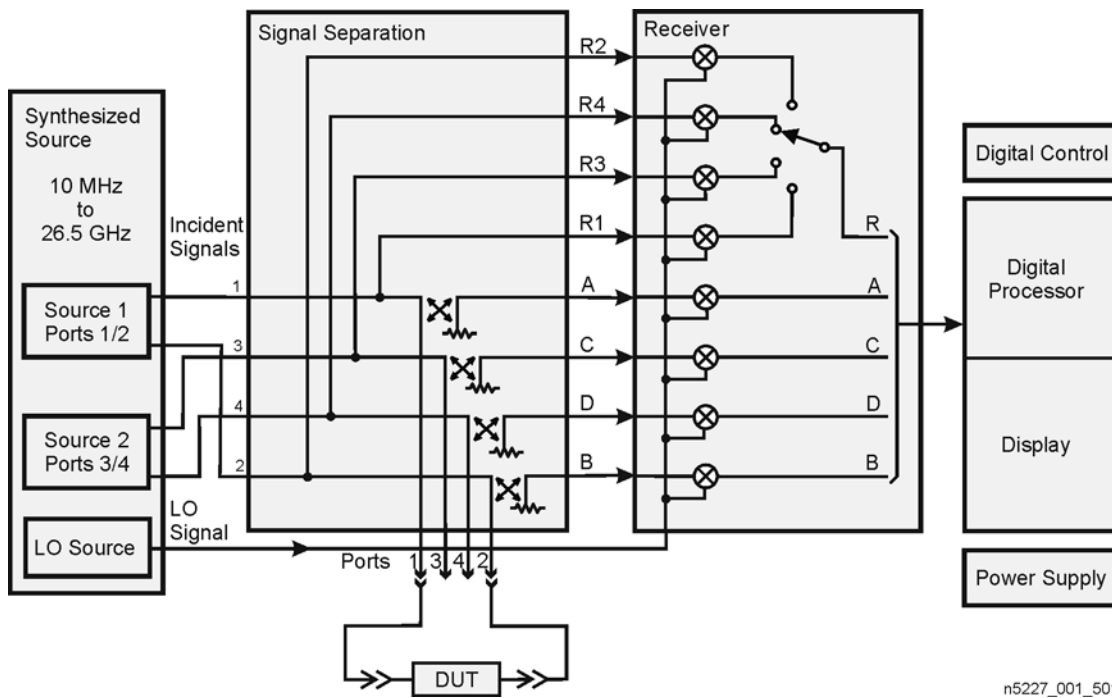 Signal Separation
Receiver
R2
Synthesized
Source
10 MHz
to
26.5 GHz
R4
R3
Incident
Signals
R1
R
Digital Control
Digital
Processor
Source 1
Ports 1/2
1
A
A
3
C
C
Source 2
Ports 3/4
4
D
D
Display
2
B
B
LO
Signal
LO Source
Ports
1
3
4
2
Power Supply
DUT
n5227_001_50